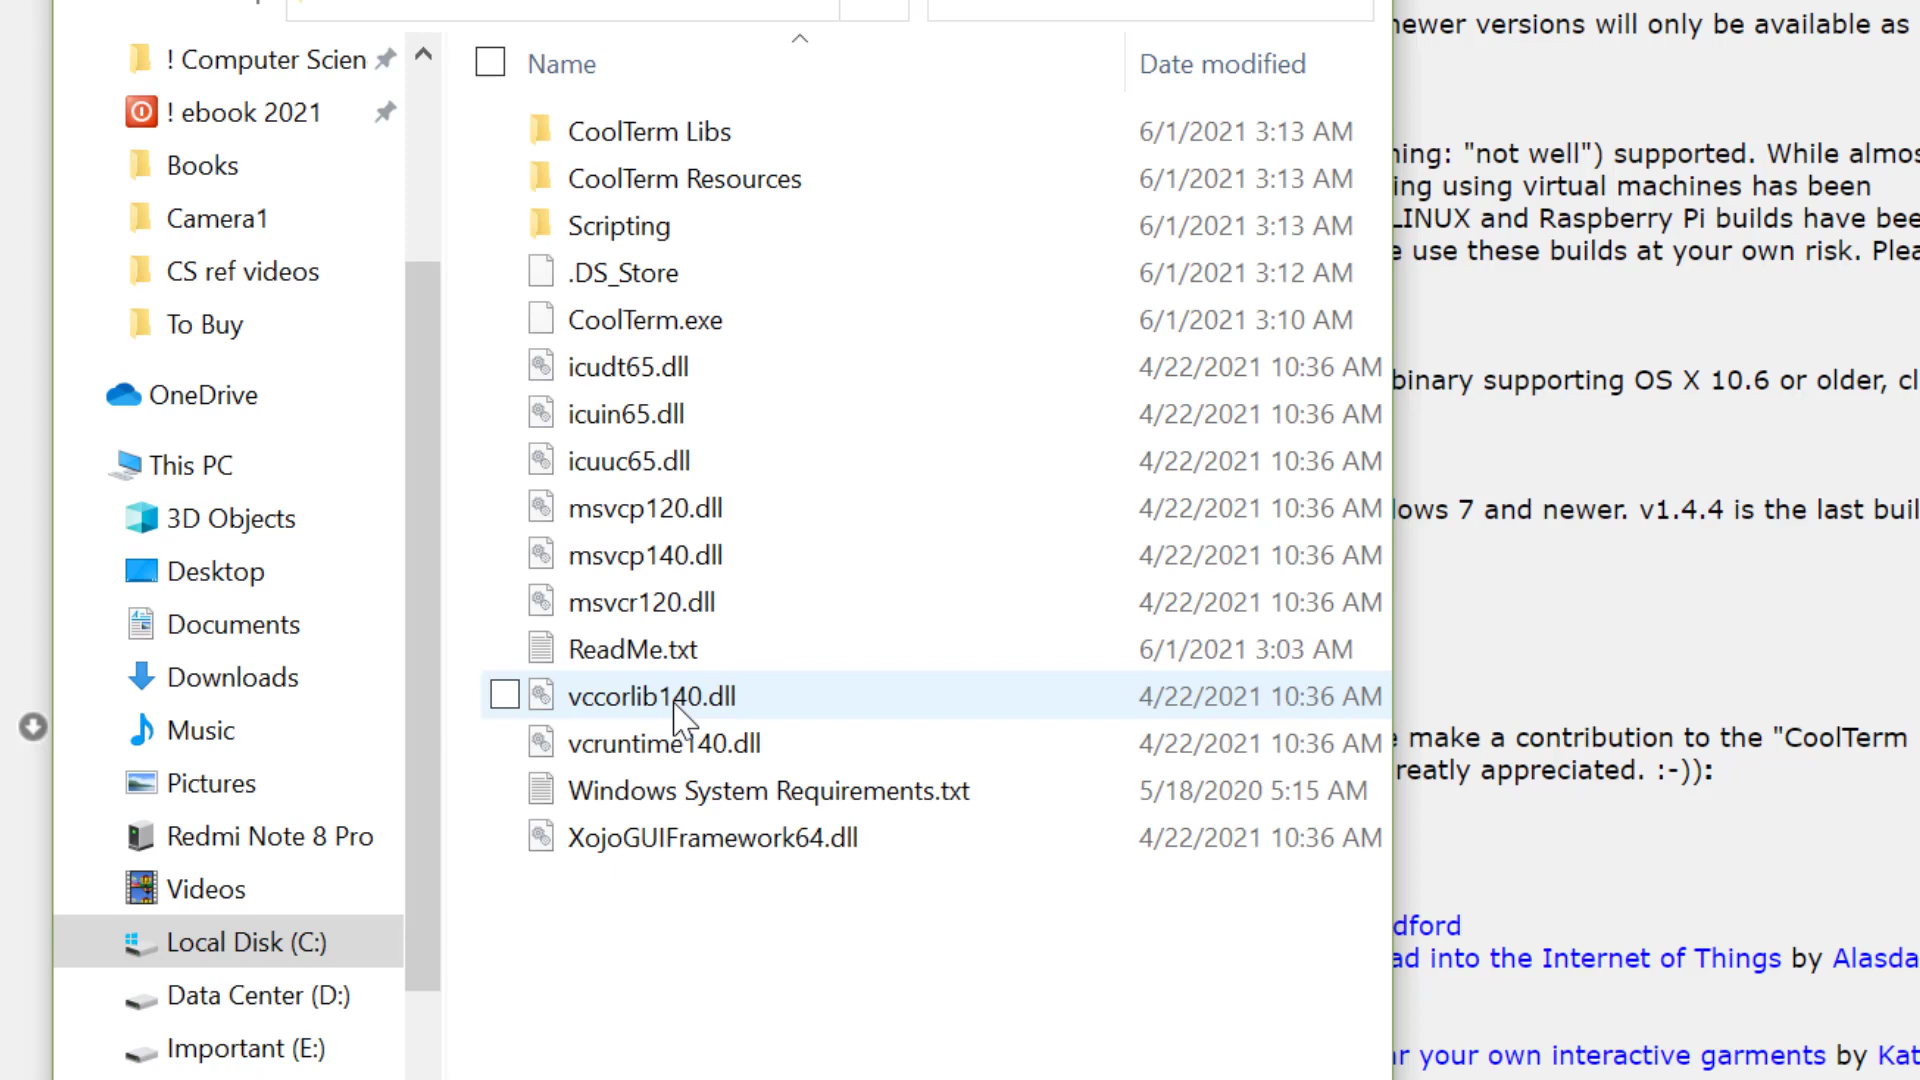 ! Computer Scien
! ebook 2021
Books
Camera1
CS ref videos
To Buy
OneDrive
This PC
3D Objects
Desktop
Documents
Downloads
Music
Pictures
Redmi Note 8 Pro
Videos
Local Disk (C:)
Data Center (D:)
Important (E:)
Name Date modified
CoolTerm Libs 6/1/2021 3:13 AM
CoolTerm Resources 6/1/2021 3:13 AM
Scripting 6/1/2021 3:13 AM
.DS_Store 6/1/2021 3:12 AM
CoolTerm.exe 6/1/2021 3:10 AM
icudt65.dll 4/22/2021 10:36 AM
icuin65.dll 4/22/2021 10:36 AM
icuuc65.dll 4/22/2021 10:36 AM
msvcp120.dll 4/22/2021 10:36 AM
msvcp140.dll 4/22/2021 10:36 AM
msvcr120.dll 4/22/2021 10:36 AM
ReadMe.txt 6/1/2021 3:03 AM
vccorlib140.dll 4/22/2021 10:36 AM
vcruntime140.dll 4/22/2021 10:36 AM
Windows System Requirements.txt 5/18/2020 5:15 AM
XojoGUIFramework64.dll 4/22/2021 10:36 AM
newer versions will only be available as
ning: "not well") supported. While almos
ing using virtual machines has been
LINUX and Raspberry Pi builds have bee
e use these builds at your own risk. Plea
binary supporting OS X 10.6 or older, cl
lows 7 and newer. v1.4.4 is the last buil
e make a contribution to the "CoolTerm
reatly appreciated. :-)):
dford
ad into the Internet of Things by Alasda
ar your own interactive garments by Kat